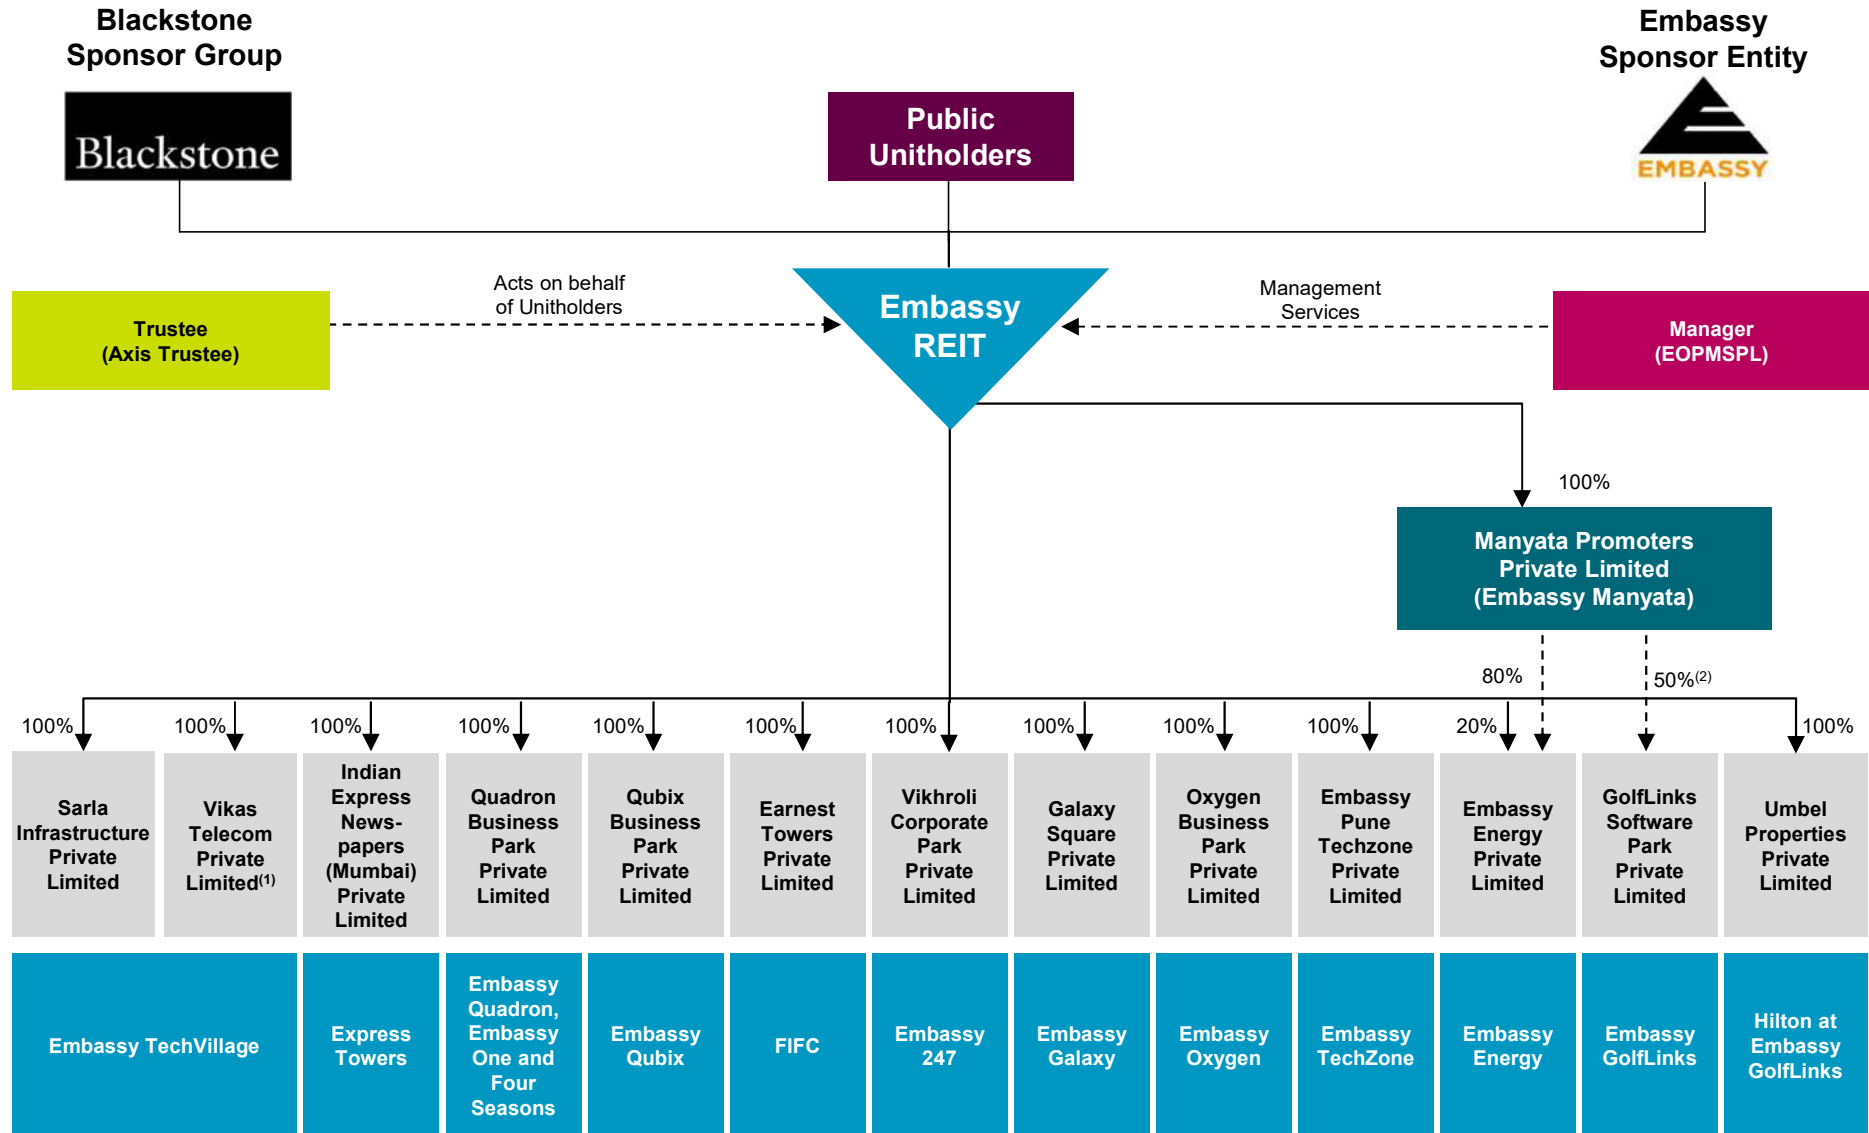 Blackstone
Sponsor Group
Blackstone
Public
Unitholders
Embassy
Sponsor Entity
EMBASSY
Trustee
(Axis Trustee)
Acts on behalf
of Unitholders
Embassy
REIT
Management
Services
Manager
(EOPMSPL)
100%
Manyata Promoters
Private Limited
(Embassy Manyata)
80%
50%(2)
100%
100%
100%
100%
100%
100%
100%
100%
100%
100%
20%
100%
Sarla
Infrastructure
Private
Limited
Vikas
Telecom
Private
Limited(1)
Indian
Express
News-
papers
(Mumbai)
Private
Limited
Quadron
Business
Park
Private
Limited
Qubix
Business
Park
Private
Limited
Earnest
Towers
Private
Limited
Vikhroli
Corporate
Park
Private
Limited
Galaxy
Square
Private
Limited
Oxygen
Business
Park
Private
Limited
Embassy
Pune
Techzone
Private
Limited
Embassy
Energy
Private
Limited
GolfLinks
Software
Park
Private
Limited
Umbel
Properties
Private
Limited
Embassy TechVillage
Express
Towers
Embassy
Quadron,
Embassy
One and
Four
Seasons
Embassy
Qubix
FIFC
Embassy
247
Embassy
Galaxy
Embassy
Oxygen
Embassy
TechZone
Embassy
Energy
Embassy
GolfLinks
Hilton at
Embassy
GolfLinks